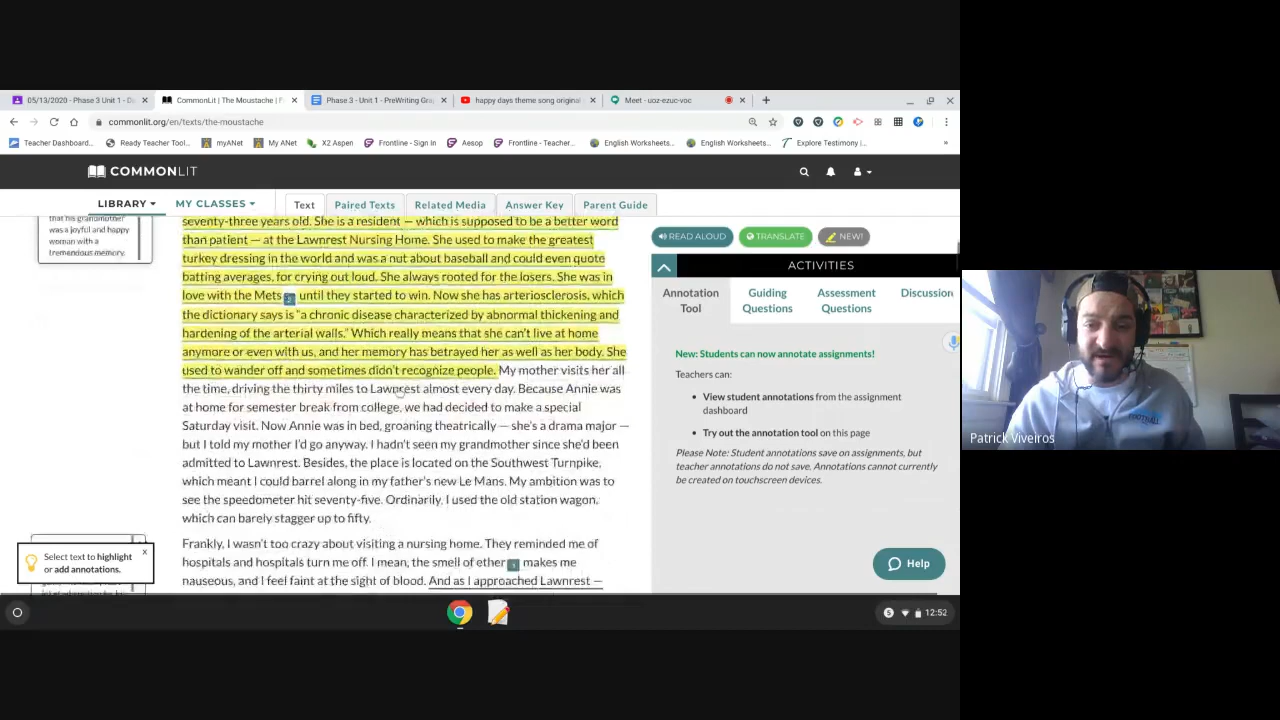 05/13/2020 - Phase 3 Unit 1 - Di
CommonLit | The Moustache | F
Phase 3 - Unit 1 - PreWriting Gra
happy days theme song original
Meet - uoz-ezuc-voc
commonlit.org/en/texts/the-moustache
Teacher Dashboard...
Ready Teacher Tool...
myANet
My ANet
X2 Aspen
Frontline - Sign In
Aesop
Frontline - Teacher...
English Worksheets...
English Worksheets...
Explore Testimony I...
COMMONLIT
LIBRARY
MY CLASSES
Text
Paired Texts
Related Media
Answer Key
Parent Guide
that his grandmother
was a joyful and happy
woman with a
tremendous memory.
seventy-three years old. She is a resident — which is supposed to be a better word
than patient — at the Lawnrest Nursing Home. She used to make the greatest
turkey dressing in the world and was a nut about baseball and could even quote
batting averages, for crying out loud. She always rooted for the losers. She was in
love with the Mets 2 until they started to win. Now she has arteriosclerosis, which
the dictionary says is "a chronic disease characterized by abnormal thickening and
hardening of the arterial walls." Which really means that she can't live at home
anymore or even with us, and her memory has betrayed her as well as her body. She
used to wander off and sometimes didn't recognize people. My mother visits her all
the time, driving the thirty miles to Lawnrest almost every day. Because Annie was
at home for semester break from college, we had decided to make a special
Saturday visit. Now Annie was in bed, groaning theatrically — she's a drama major —
but I told my mother I'd go anyway. I hadn't seen my grandmother since she'd been
admitted to Lawnrest. Besides, the place is located on the Southwest Turnpike,
which meant I could barrel along in my father's new Le Mans. My ambition was to
see the speedometer hit seventy-five. Ordinarily, I used the old station wagon,
which can barely stagger up to fifty.
Frankly, I wasn't too crazy about visiting a nursing home. They reminded me of
hospitals and hospitals turn me off. I mean, the smell of ether 3 makes me
nauseous, and I feel faint at the sight of blood. And as I approached Lawnrest —
Select text to highlight
or add annotations.
x
READ ALOUD
TRANSLATE
NEW!
ACTIVITIES
Annotation
Tool
Guiding
Questions
Assessment
Questions
Discussion
New: Students can now annotate assignments!
Teachers can:
• View student annotations from the assignment
dashboard
• Try out the annotation tool on this page
Please Note: Student annotations save on assignments, but
teacher annotations do not save. Annotations cannot currently
be created on touchscreen devices.
Help
12:52
Patrick Viveiros